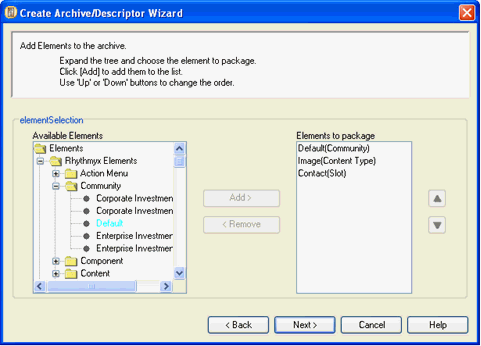 Create Archive/Descriptor Wizard
Add Elements to the archive.
Expand the tree and choose the element to package.
Click [Add] to add them to the list.
Use 'Up' or 'Down' buttons to change the order.
elementSelection
Available Elements
Elements
Rhythmyx Elements
Action Menu
Community
Corporate Investmen
Corporate Investmen
Default
Enterprise Investmer
Enterprise Investmer
Component
Content
Add >
< Remove
Elements to package
Default(Community)
Image(Content Type)
Contact(Slot)
< Back
Next >
Cancel
Help